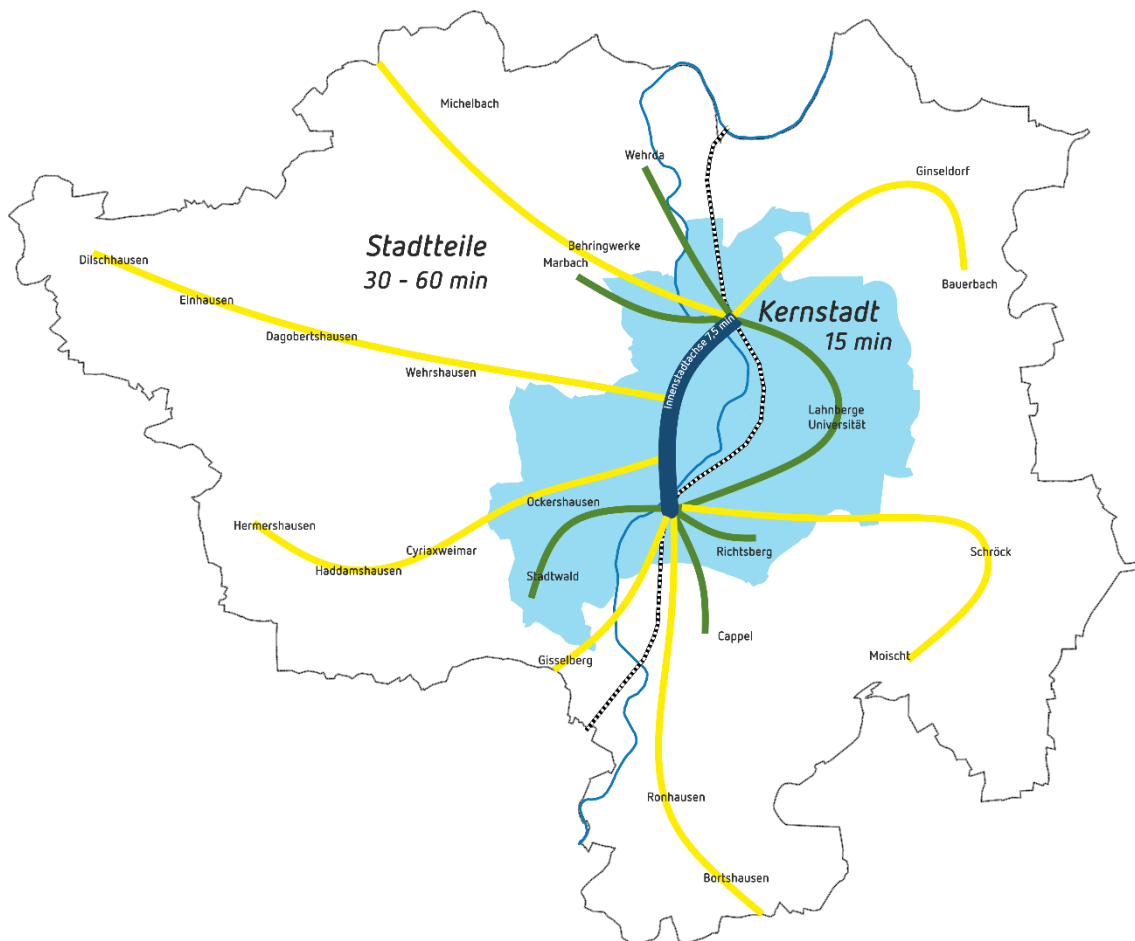 Michelbach
Wehrda
Ginseldorf
Stadtteile
30 - 60 min
Behringwerke
Marbach
Dilschhausen
Bauerbach
Elnhausen
Kernstadt
15 min
Dagobertshausen
Innenstadtachse 7,5 min
Wehrshausen
Lahnberge
Universität
Ockershausen
Hermershausen
Cyriaxweimar
Haddamshausen
Richtsberg
Schröck
Stadtwald
Cappel
Gisselberg
Moischt
Ronhausen
Bortshausen